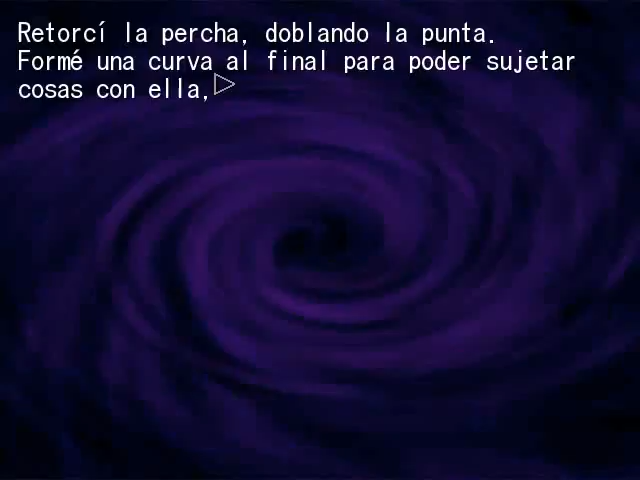 Retorcí la percha, doblando la punta.
Formé una curva al final para poder sujetar
cosas con ella,